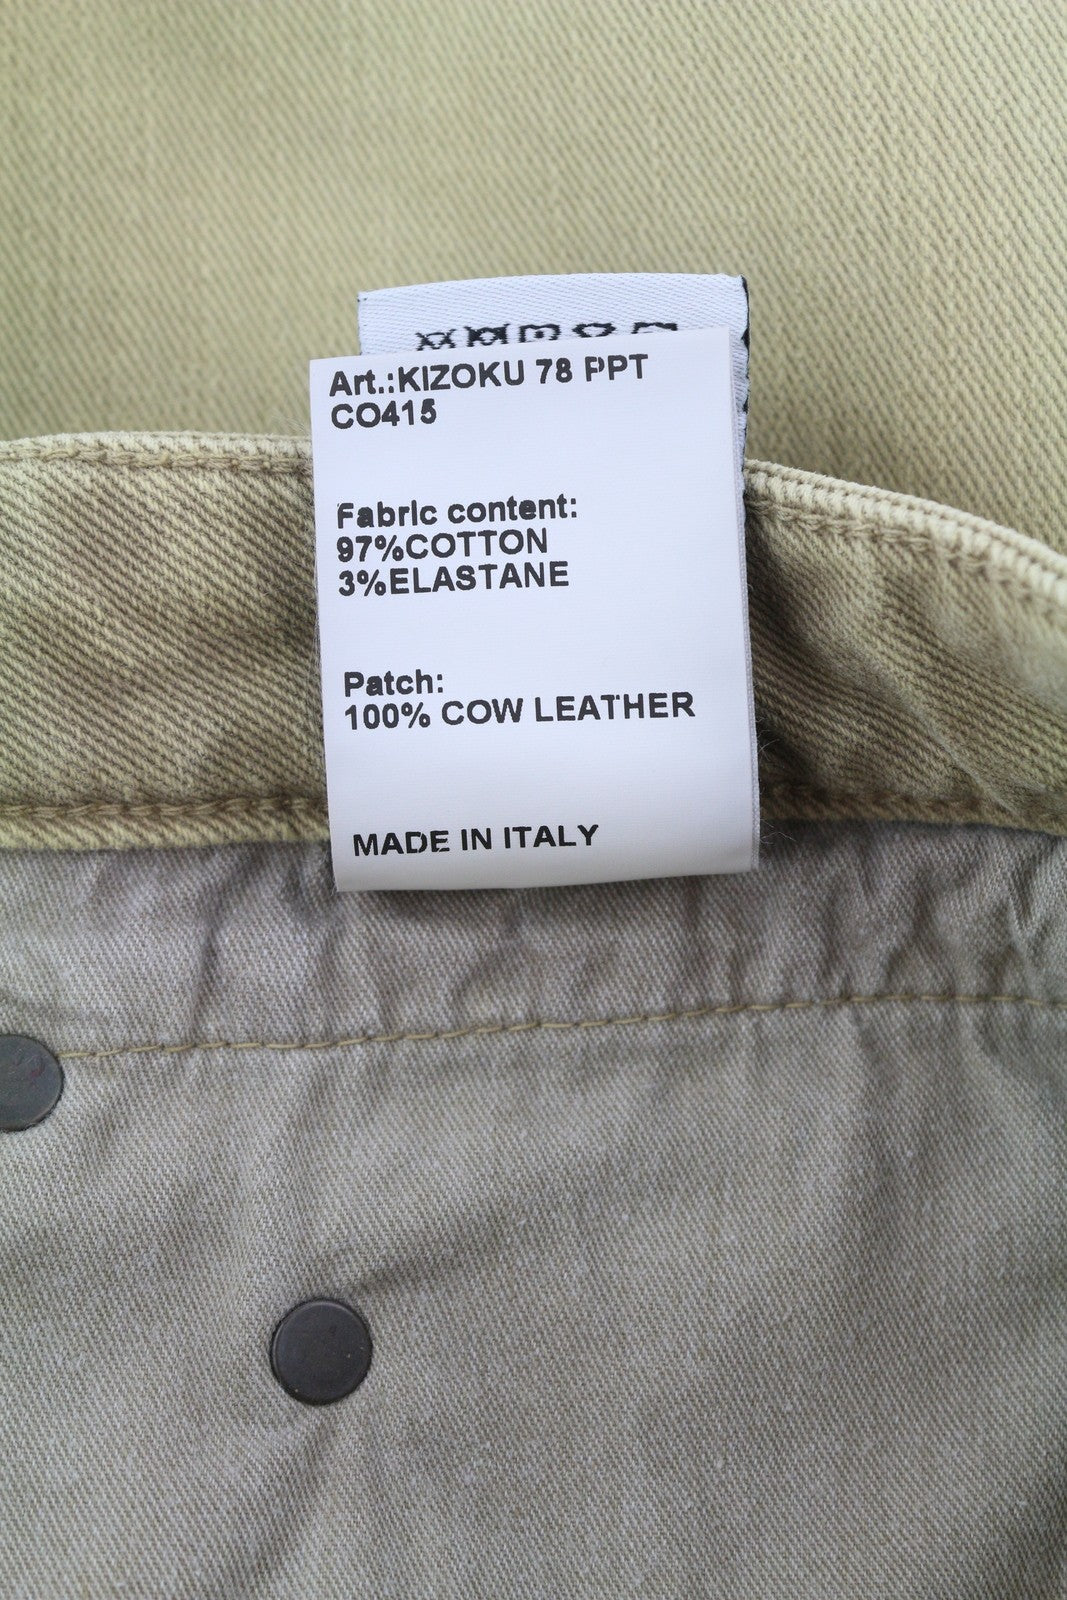 Art.:KIZOKU 78 PPT
CO415
Fabric content:
97%COTTON
3%ELASTANE
Patch:
100% COW LEATHER
MADE IN ITALY